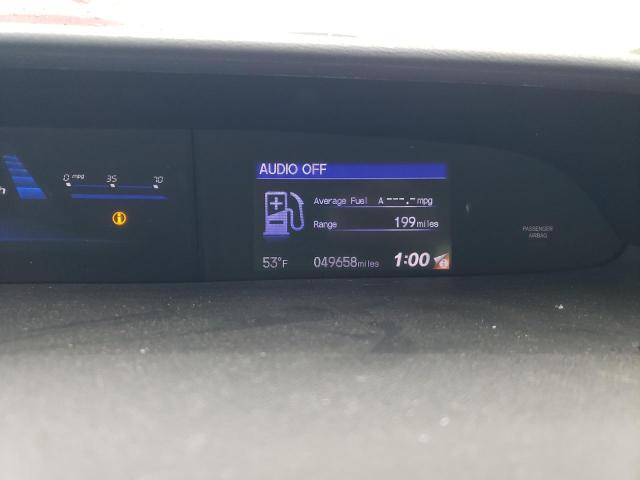 AUDIO OFF
0 mpg 35 70
Average Fuel A ---.- mpg
Range 199 miles
PASSENGER
AIRBAG
53°F 049658 miles 1:00